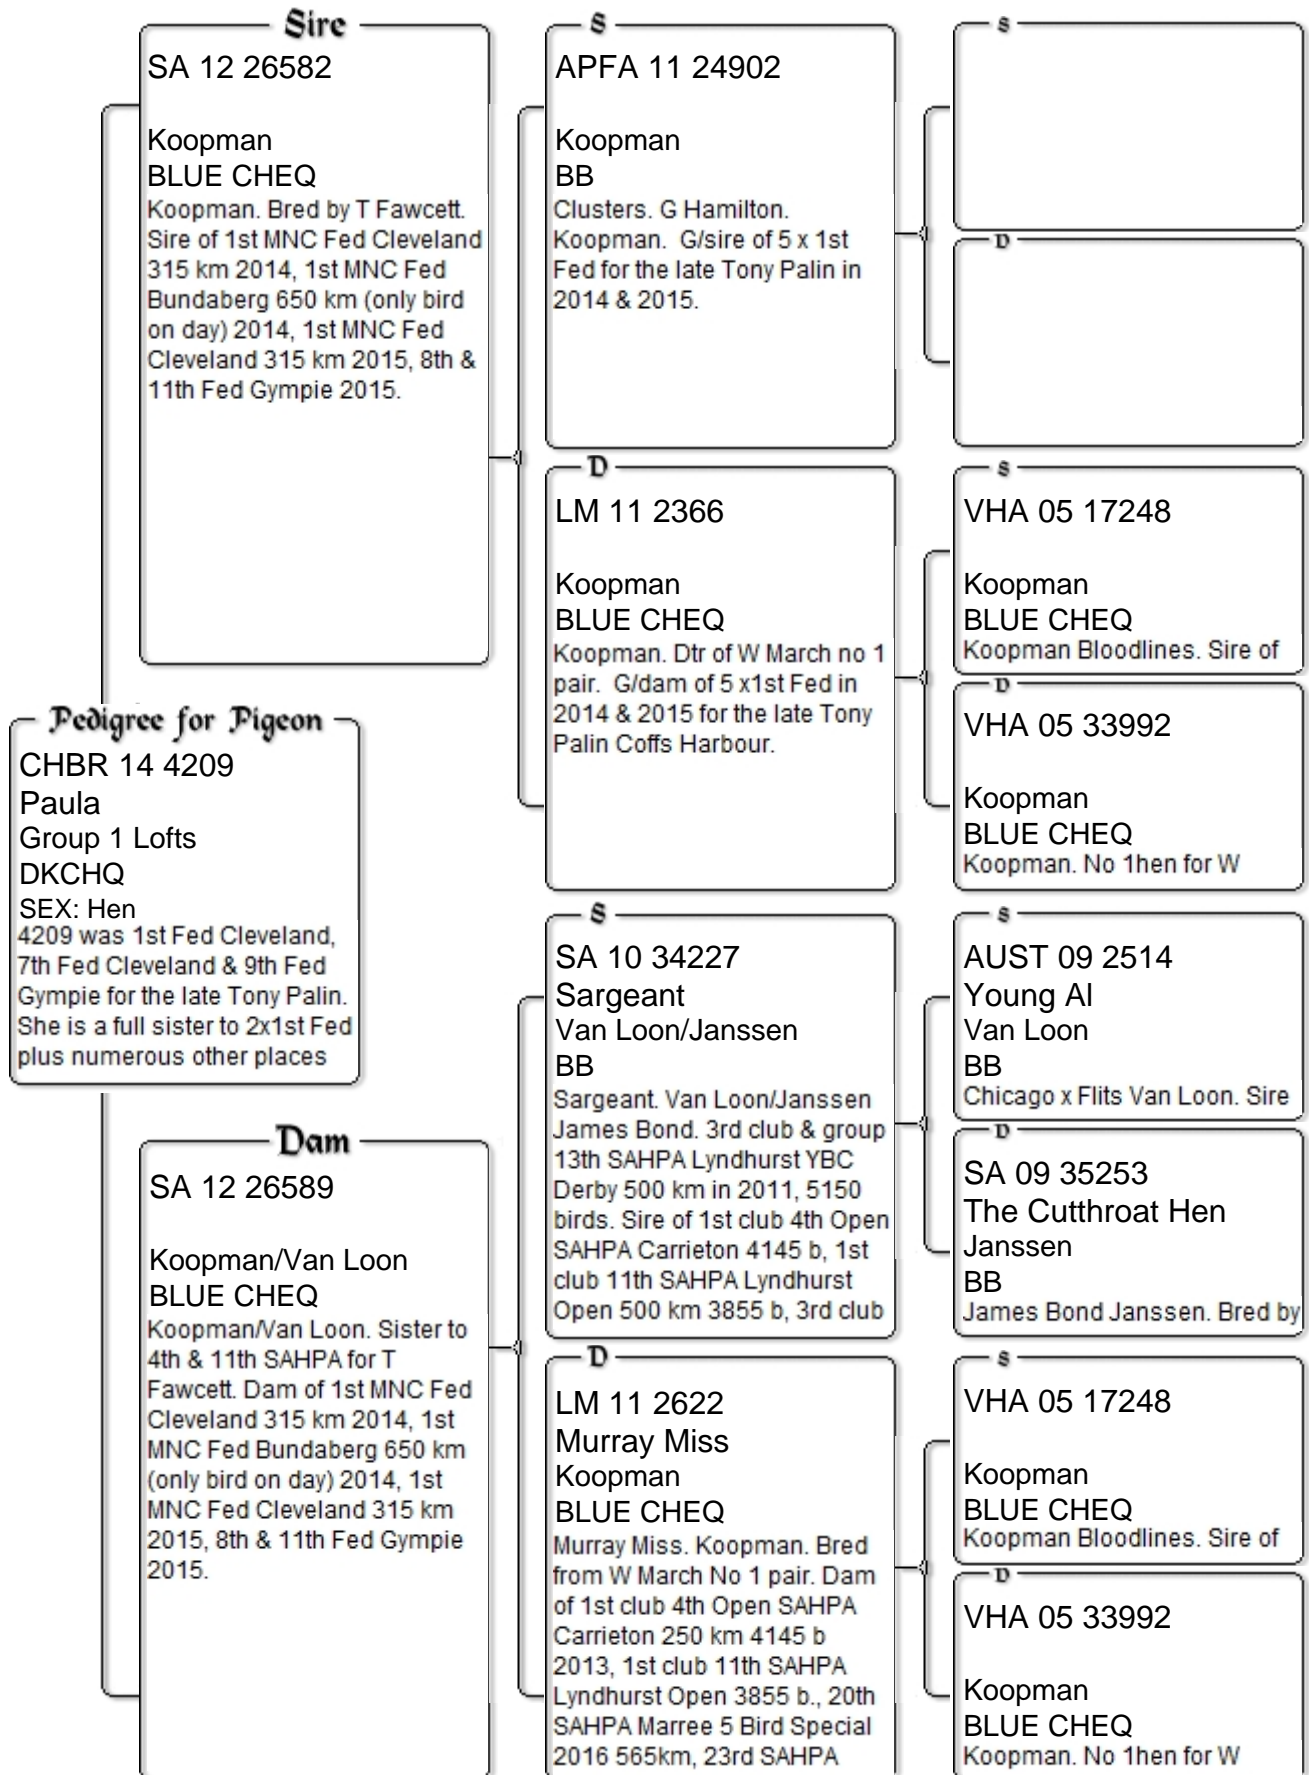 Pedigree for Pigeon
CHBR 14 4209
Paula
Group 1 Lofts
DKCHQ
SEX: Hen
4209 was 1st Fed Cleveland,
7th Fed Cleveland & 9th Fed
Gympie for the late Tony Palin.
She is a full sister to 2x1st Fed
plus numerous other places
Sire
SA 12 26582
Koopman
BLUE CHEQ
Koopman. Bred by T Fawcett.
Sire of 1st MNC Fed Cleveland
315 km 2014, 1st MNC Fed
Bundaberg 650 km (only bird
on day) 2014, 1st MNC Fed
Cleveland 315 km 2015, 8th &
11th Fed Gympie 2015.
Dam
SA 12 26589
Koopman/Van Loon
BLUE CHEQ
Koopman/Van Loon. Sister to
4th & 11th SAHPA for T
Fawcett. Dam of 1st MNC Fed
Cleveland 315 km 2014, 1st
MNC Fed Bundaberg 650 km
(only bird on day) 2014, 1st
MNC Fed Cleveland 315 km
2015, 8th & 11th Fed Gympie
2015.
S
APFA 11 24902
Koopman
BB
Clusters. G Hamilton.
Koopman.  G/sire of 5 x 1st
Fed for the late Tony Palin in
2014 & 2015.
D
LM 11 2366
Koopman
BLUE CHEQ
Koopman. Dtr of W March no 1
pair.  G/dam of 5 x1st Fed in
2014 & 2015 for the late Tony
Palin Coffs Harbour.
S
SA 10 34227
Sargeant
Van Loon/Janssen
BB
Sargeant. Van Loon/Janssen
James Bond. 3rd club & group
13th SAHPA Lyndhurst YBC
Derby 500 km in 2011, 5150
birds. Sire of 1st club 4th Open
SAHPA Carrieton 4145 b, 1st
club 11th SAHPA Lyndhurst
Open 500 km 3855 b, 3rd club
D
LM 11 2622
Murray Miss
Koopman
BLUE CHEQ
Murray Miss. Koopman. Bred
from W March No 1 pair. Dam
of 1st club 4th Open SAHPA
Carrieton 250 km 4145 b
2013, 1st club 11th SAHPA
Lyndhurst Open 3855 b., 20th
SAHPA Marree 5 Bird Special
2016 565km, 23rd SAHPA
S
D
S
VHA 05 17248
Koopman
BLUE CHEQ
Koopman Bloodlines. Sire of
D
VHA 05 33992
Koopman
BLUE CHEQ
Koopman. No 1hen for W
S
AUST 09 2514
Young Al
Van Loon
BB
Chicago x Flits Van Loon. Sire
D
SA 09 35253
The Cutthroat Hen
Janssen
BB
James Bond Janssen. Bred by
S
VHA 05 17248
Koopman
BLUE CHEQ
Koopman Bloodlines. Sire of
D
VHA 05 33992
Koopman
BLUE CHEQ
Koopman. No 1hen for W